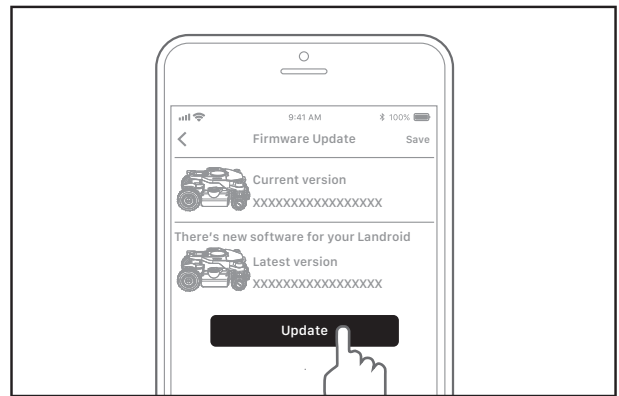 9:41 AM 100%
Firmware Update Save
Current version
XXXXXXXXXXXXXXXXX
There's new software for your Landroid
Latest version
XXXXXXXXXXXXXXXXX
Update